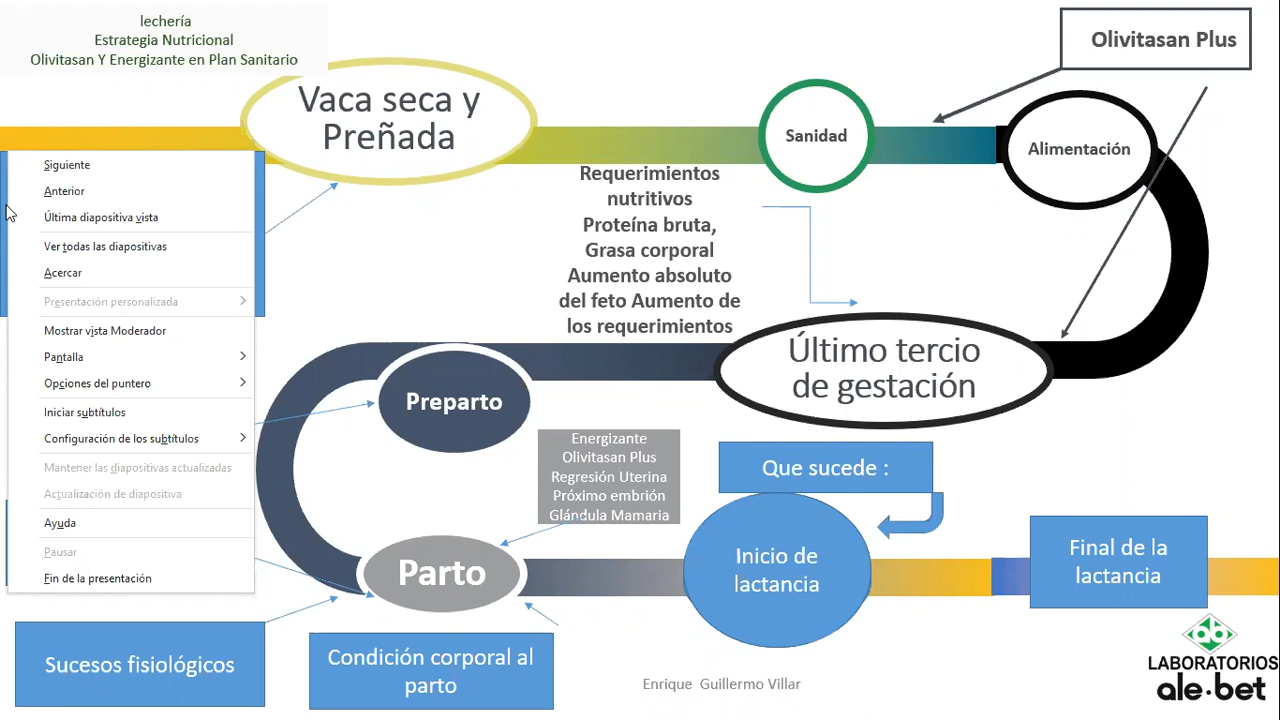 lechería
Estrategia Nutricional
Olivitasan Y Energizante en Plan Sanitario
Olivitasan Plus
Vaca seca y
Preñada
Sanidad
Alimentación
Siguiente
Anterior
Última diapositiva vista
Ver todas las diapositivas
Acercar
Presentación personalizada
Mostrar vista Moderador
Pantalla
Opciones del puntero
Iniciar subtítulos
Configuración de los subtítulos
Mantener las diapositivas actualizadas
Actualización de diapositiva
Ayuda
Pausar
Fin de la presentación
Requerimientos
nutritivos
Proteína bruta,
Grasa corporal
Aumento absoluto
del feto Aumento de
los requerimientos
Último tercio
de gestación
Preparto
Energizante
Olivitasan Plus
Regresión Uterina
Próximo embrión
Glándula Mamaria
Que sucede :
Parto
Inicio de
lactancia
Final de la
lactancia
Sucesos fisiológicos
Condición corporal al
parto
Enrique Guillermo Villar
ab
LABORATORIOS
ale·bet